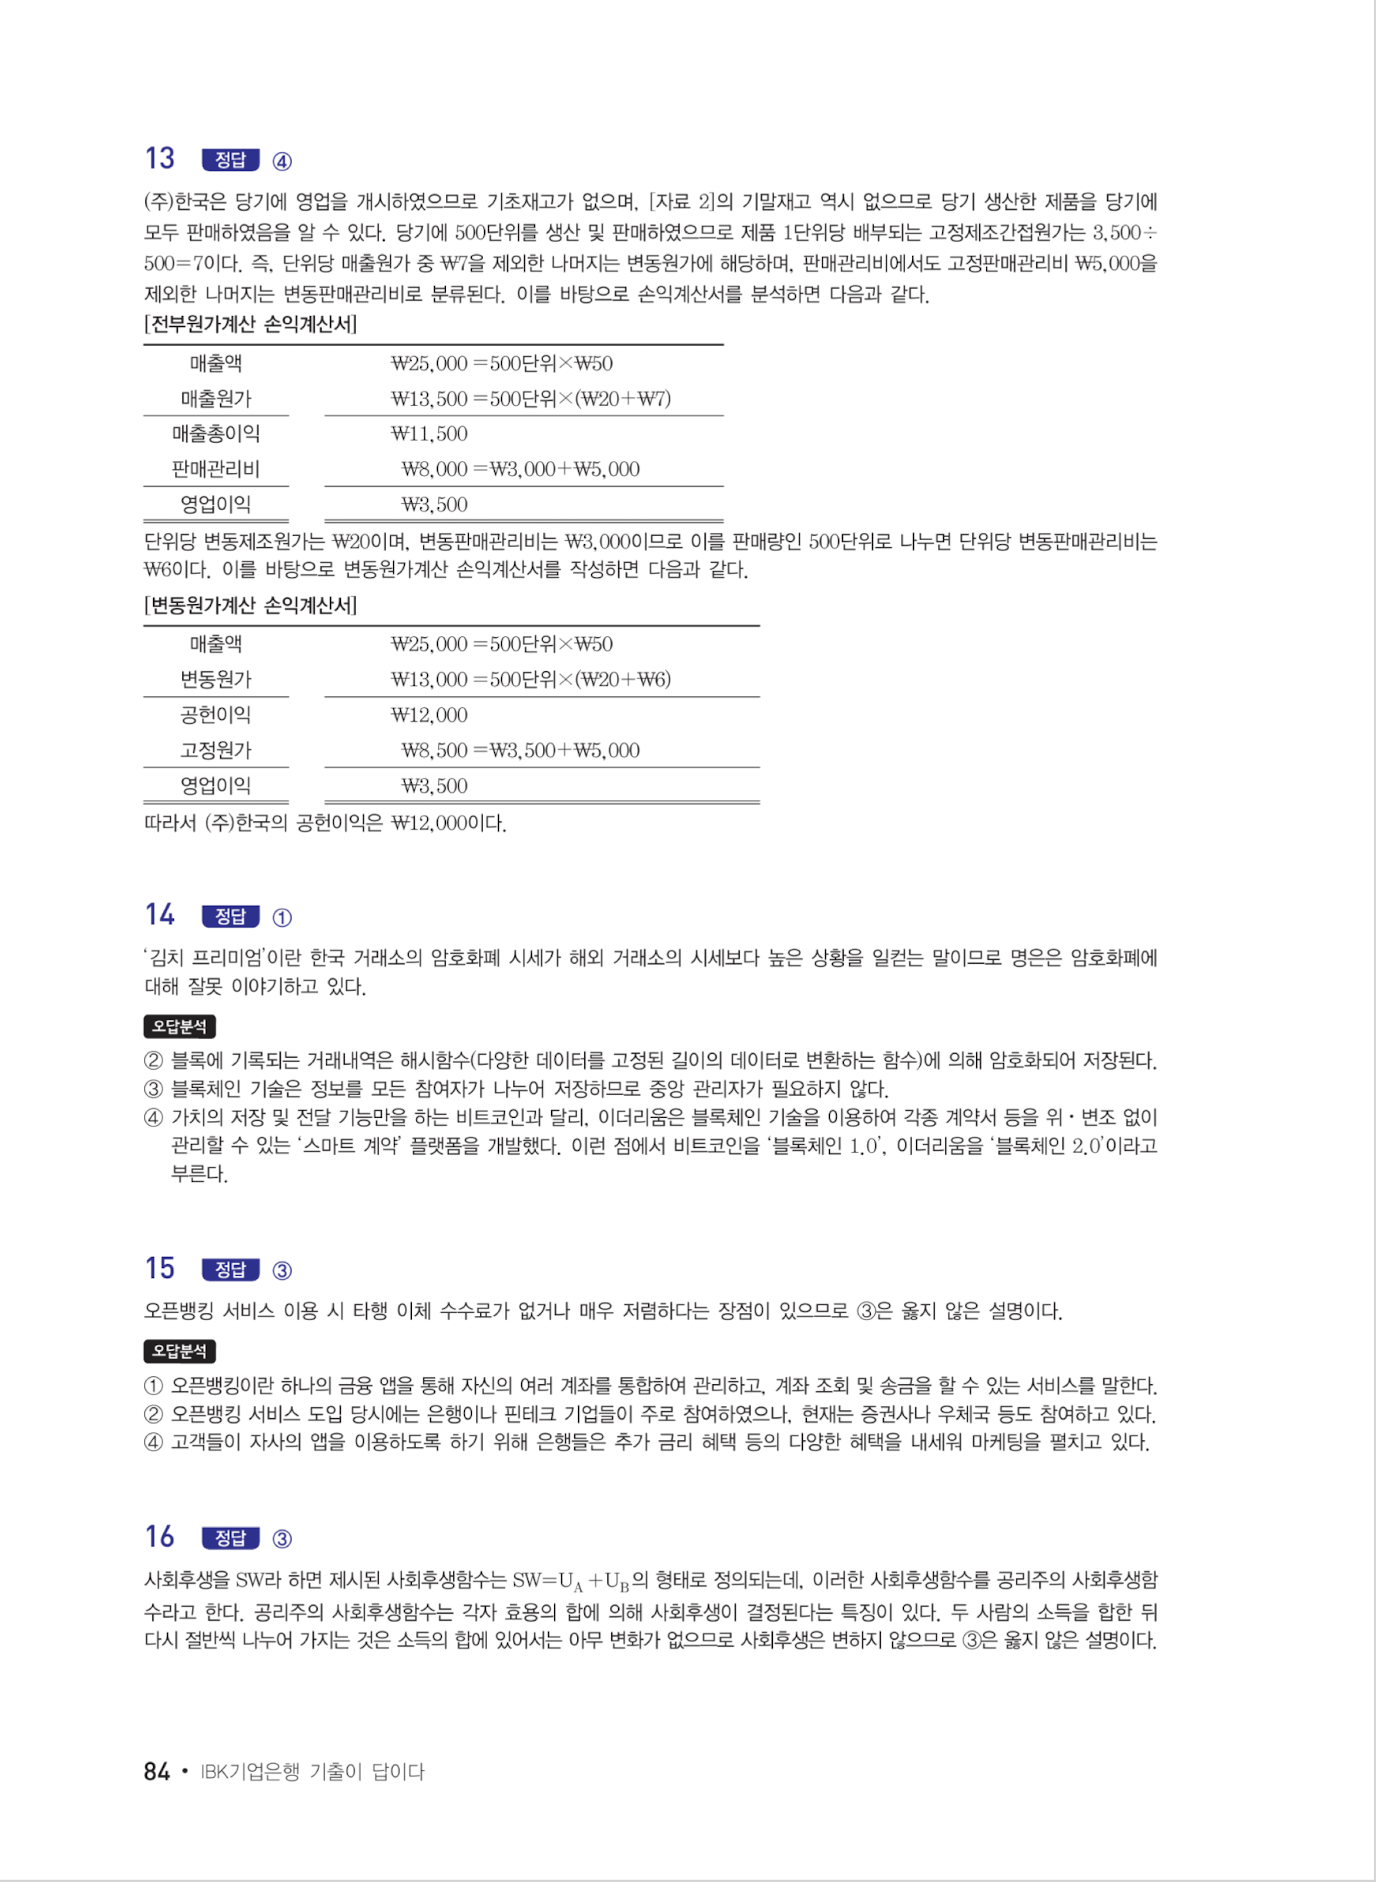 13 정답 ④
(주)한국은 당기에 영업을 개시하였으므로 기초재고가 없으며, [자료 2]의 기말재고 역시 없으므로 당기 생산한 제품을 당기에
모두 판매하였음을 알 수 있다. 당기에 500단위를 생산 및 판매하였으므로 제품 1단위당 배부되는 고정제조간접원가는 3,500÷
500=7이다. 즉, 단위당 매출원가 중 ₩7을 제외한 나머지는 변동원가에 해당하며, 판매관리비에서도 고정판매관리비 ₩5,000을
제외한 나머지는 변동판매관리비로 분류된다. 이를 바탕으로 손익계산서를 분석하면 다음과 같다.
[전부원가계산 손익계산서]
매출액 ₩25,000=500단위×₩50
매출원가 ₩13,500=500단위×(₩20+₩7)
매출총이익 ₩11,500
판매관리비 ₩8,000=₩3,000+₩5,000
영업이익 ₩3,500
단위당 변동제조원가는 ₩20이며, 변동판매관리비는 ₩3,000이므로 이를 판매량인 500단위로 나누면 단위당 변동판매관리비는
₩6이다. 이를 바탕으로 변동원가계산 손익계산서를 작성하면 다음과 같다.
[변동원가계산 손익계산서]
매출액 ₩25,000=500단위×₩50
변동원가 ₩13,000=500단위×(₩20+₩6)
공헌이익 ₩12,000
고정원가 ₩8,500=₩3,500+₩5,000
영업이익 ₩3,500
따라서 (주)한국의 공헌이익은 ₩12,000이다.
14 정답 ①
‘김치 프리미엄’이란 한국 거래소의 암호화폐 시세가 해외 거래소의 시세보다 높은 상황을 일컫는 말이므로 명은은 암호화폐에
대해 잘못 이야기하고 있다.
오답분석
② 블록에 기록되는 거래내역은 해시함수(다양한 데이터를 고정된 길이의 데이터로 변환하는 함수)에 의해 암호화되어 저장된다.
③ 블록체인 기술은 정보를 모든 참여자가 나누어 저장하므로 중앙 관리자가 필요하지 않다.
④ 가치의 저장 및 전달 기능만을 하는 비트코인과 달리, 이더리움은 블록체인 기술을 이용하여 각종 계약서 등을 위·변조 없이
관리할 수 있는 ‘스마트 계약’ 플랫폼을 개발했다. 이런 점에서 비트코인을 ‘블록체인 1.0’, 이더리움을 ‘블록체인 2.0’이라고
부른다.
15 정답 ③
오픈뱅킹 서비스 이용 시 타행 이체 수수료가 없거나 매우 저렴하다는 장점이 있으므로 ③은 옳지 않은 설명이다.
오답분석
① 오픈뱅킹이란 하나의 금융 앱을 통해 자신의 여러 계좌를 통합하여 관리하고, 계좌 조회 및 송금을 할 수 있는 서비스를 말한다.
② 오픈뱅킹 서비스 도입 당시에는 은행이나 핀테크 기업들이 주로 참여하였으나, 현재는 증권사나 우체국 등도 참여하고 있다.
④ 고객들이 자사의 앱을 이용하도록 하기 위해 은행들은 추가 금리 혜택 등의 다양한 혜택을 내세워 마케팅을 펼치고 있다.
16 정답 ③
사회후생을 SW라 하면 제시된 사회후생함수는 SW=U_A+U_B의 형태로 정의되는데, 이러한 사회후생함수를 공리주의 사회후생함
수라고 한다. 공리주의 사회후생함수는 각자 효용의 합에 의해 사회후생이 결정된다는 특징이 있다. 두 사람의 소득을 합한 뒤
다시 절반씩 나누어 가지는 것은 소득의 합에 있어서는 아무 변화가 없으므로 사회후생은 변하지 않으므로 ③은 옳지 않은 설명이다.
84 • IBK기업은행 기출이 답이다